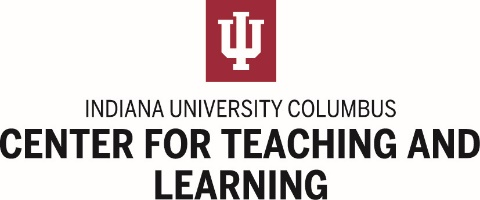 INDIANA UNIVERSITY COLUMBUS
CENTER FOR TEACHING AND
LEARNING